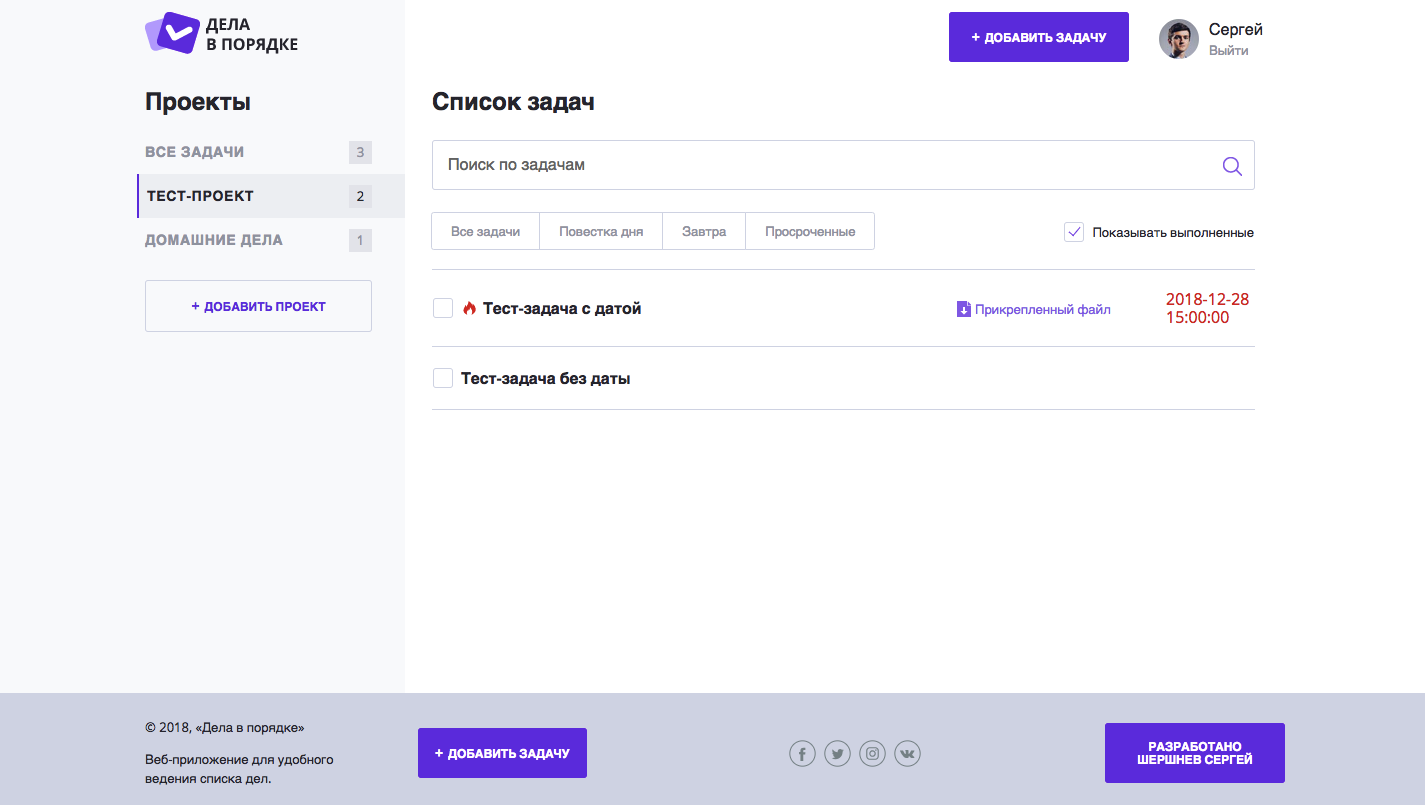 ДЕЛА
В ПОРЯДКЕ
+ ДОБАВИТЬ ЗАДАЧУ
Сергей
Выйти
Проекты
ВСЕ ЗАДАЧИ 3
ТЕСТ-ПРОЕКТ 2
ДОМАШНИЕ ДЕЛА 1
+ ДОБАВИТЬ ПРОЕКТ
Список задач
Поиск по задачам
Все задачи Повестка дня Завтра Просроченные
Показывать выполненные
Тест-задача с датой Прикрепленный файл 2018-12-28
15:00:00
Тест-задача без даты
© 2018, «Дела в порядке»
Веб-приложение для удобного
ведения списка дел.
+ ДОБАВИТЬ ЗАДАЧУ
РАЗРАБОТАНО
ШЕРШНЕВ СЕРГЕЙ